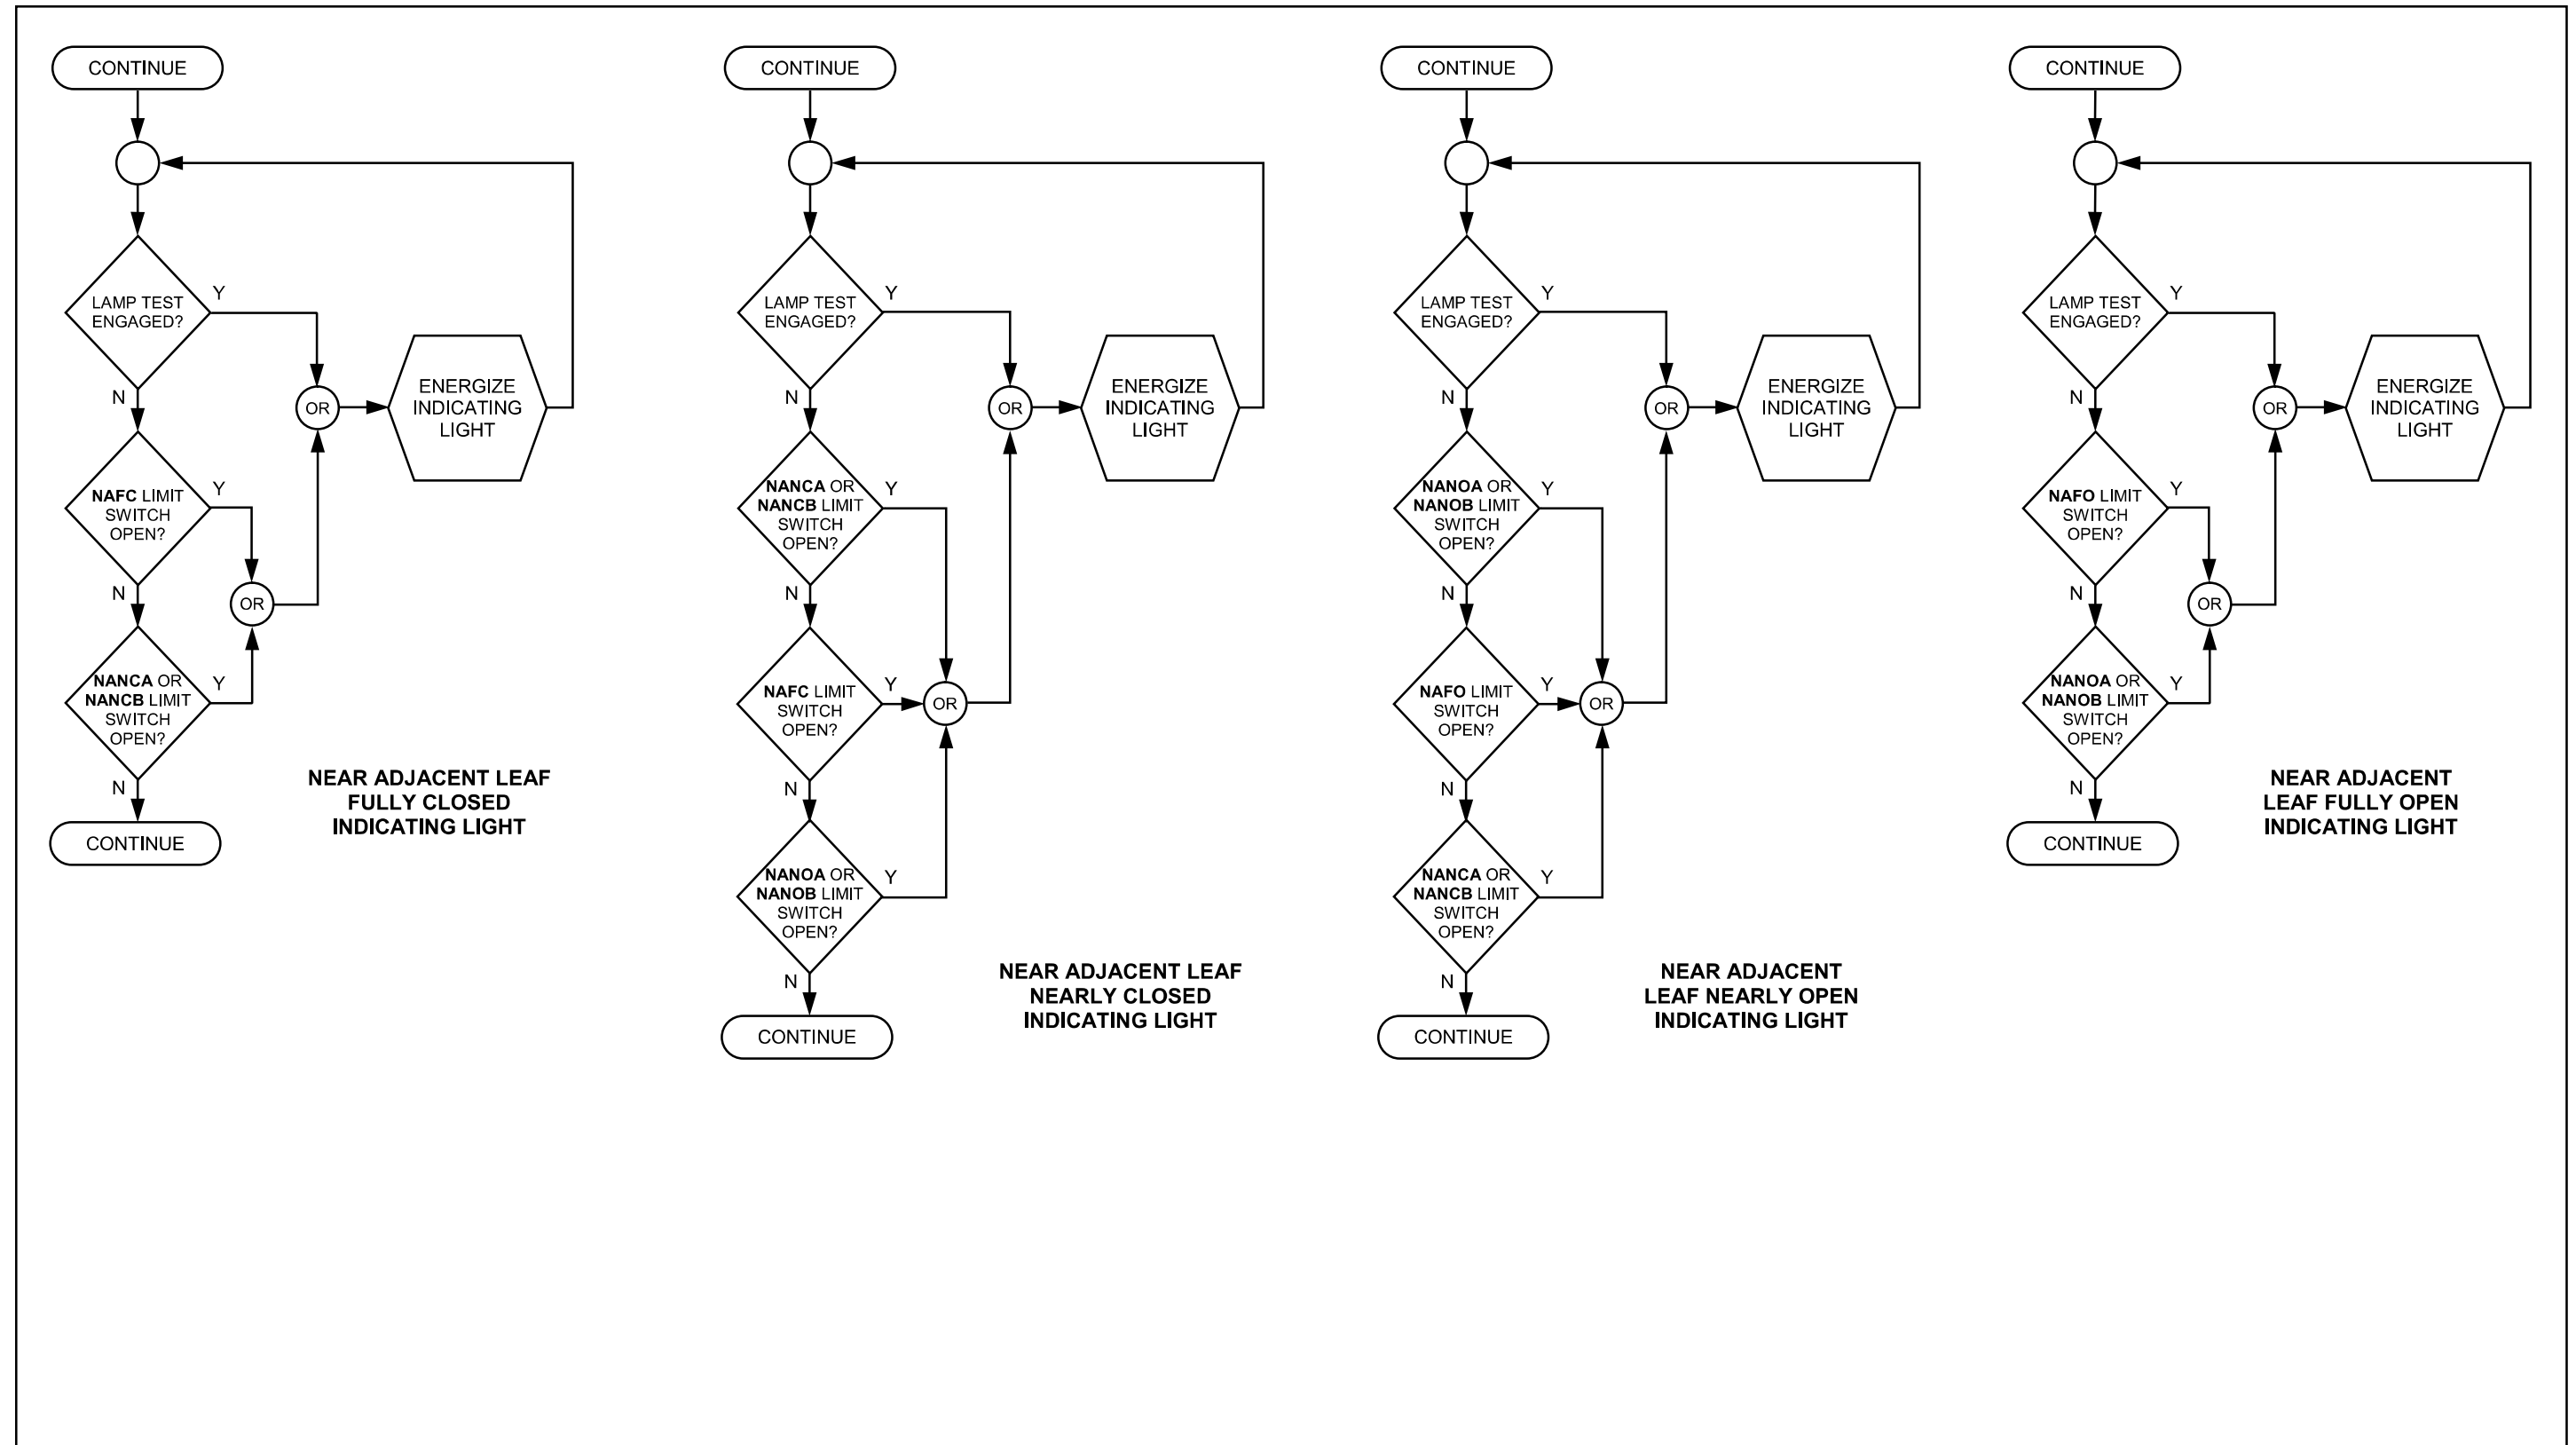 CONTINUE
LAMP TEST
ENGAGED?
Y
N
OR
ENERGIZE
INDICATING
LIGHT
NAFC LIMIT
SWITCH
OPEN?
Y
N
OR
NANCA OR
NANCB LIMIT
SWITCH
OPEN?
Y
N
CONTINUE
NEAR ADJACENT LEAF
FULLY CLOSED
INDICATING LIGHT
CONTINUE
LAMP TEST
ENGAGED?
Y
N
OR
ENERGIZE
INDICATING
LIGHT
NANCA OR
NANCB LIMIT
SWITCH
OPEN?
Y
N
NAFC LIMIT
SWITCH
OPEN?
Y
N
OR
NANOA OR
NANOB LIMIT
SWITCH
OPEN?
Y
N
CONTINUE
NEAR ADJACENT LEAF
NEARLY CLOSED
INDICATING LIGHT
CONTINUE
LAMP TEST
ENGAGED?
Y
N
OR
ENERGIZE
INDICATING
LIGHT
NANOA OR
NANOB LIMIT
SWITCH
OPEN?
Y
N
NAFO LIMIT
SWITCH
OPEN?
Y
N
OR
NANCA OR
NANCB LIMIT
SWITCH
OPEN?
Y
N
CONTINUE
NEAR ADJACENT
LEAF NEARLY OPEN
INDICATING LIGHT
CONTINUE
LAMP TEST
ENGAGED?
Y
N
OR
ENERGIZE
INDICATING
LIGHT
NAFO LIMIT
SWITCH
OPEN?
Y
N
OR
NANOA OR
NANOB LIMIT
SWITCH
OPEN?
Y
N
CONTINUE
NEAR ADJACENT
LEAF FULLY OPEN
INDICATING LIGHT